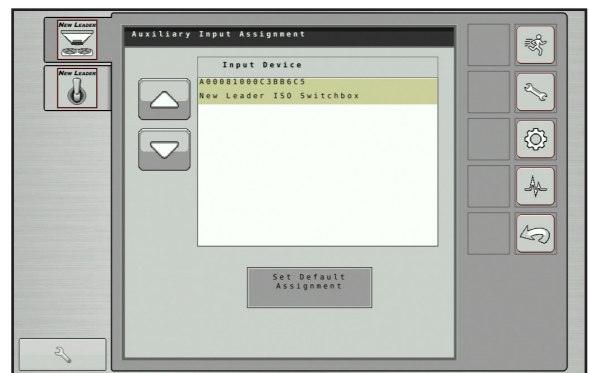 NEW LEADER
NEW LEADER
Auxiliary Input Assignment
Input Device
A00081000C3BB6C5
New Leader ISO Switchbox
Set Default
Assignment